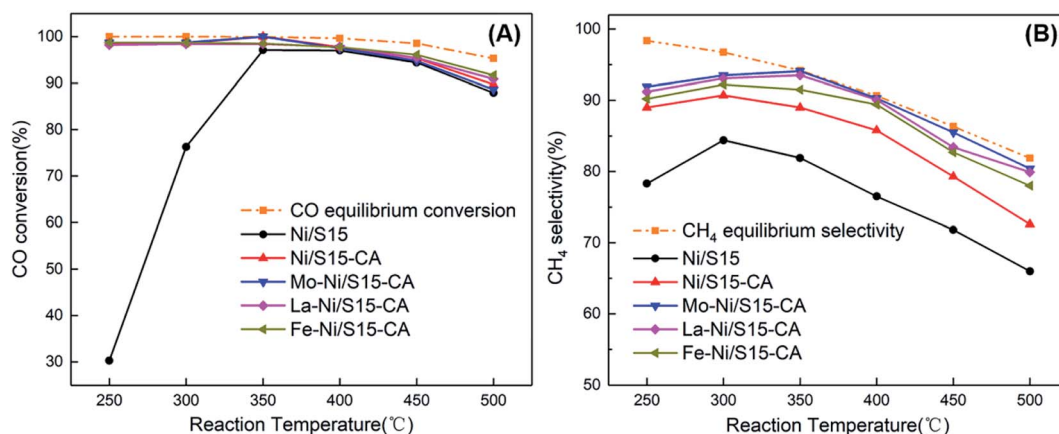 (A)
CO conversion(%)
100
90
80
70
60
50
40
30
CO equilibrium conversion
Ni/S15
Ni/S15-CA
Mo-Ni/S15-CA
La-Ni/S15-CA
Fe-Ni/S15-CA
250 300 350 400 450 500
Reaction Temperature(℃)
(B)
CH₄ selectivity(%)
100
90
80
70
60
50
CH₄ equilibrium selectivity
Ni/S15
Ni/S15-CA
Mo-Ni/S15-CA
La-Ni/S15-CA
Fe-Ni/S15-CA
250 300 350 400 450 500
Reaction Temperature(℃)